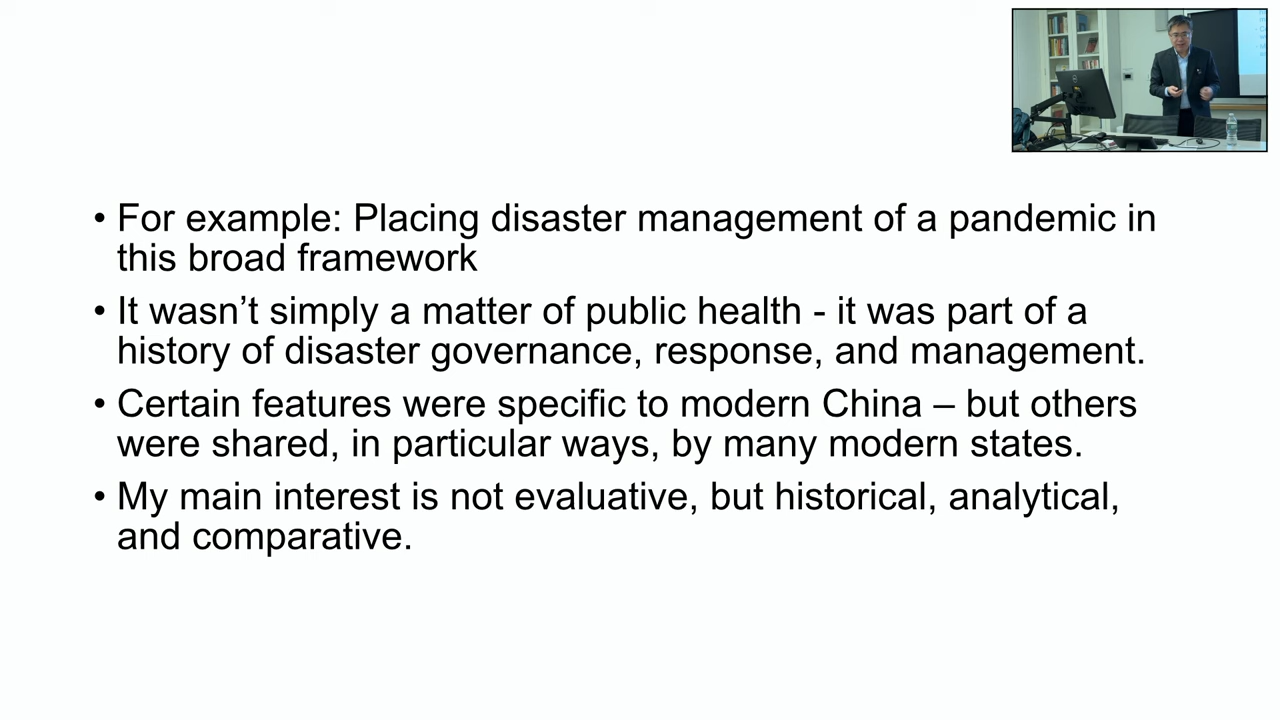 • For example: Placing disaster management of a pandemic in
this broad framework
• It wasn’t simply a matter of public health - it was part of a
history of disaster governance, response, and management.
• Certain features were specific to modern China – but others
were shared, in particular ways, by many modern states.
• My main interest is not evaluative, but historical, analytical,
and comparative.